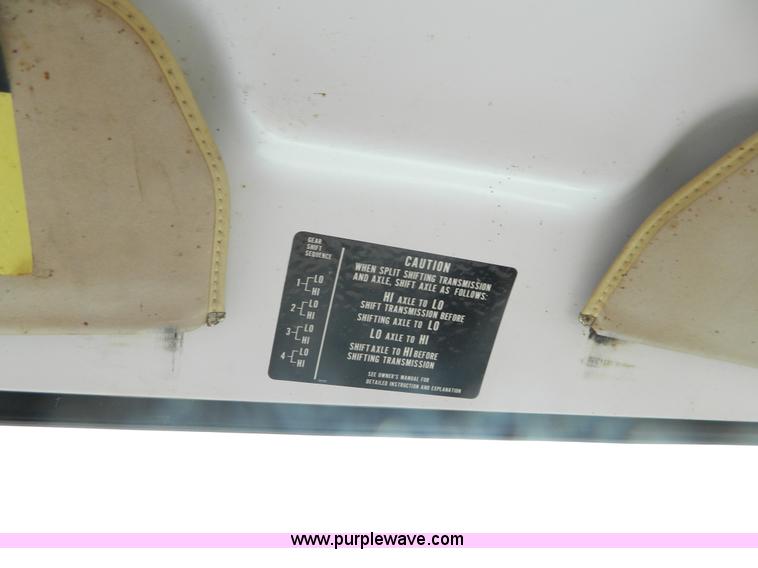 GEAR
SHIFT
SEQUENCE
1 LO
HI
2 LO
HI
3 LO
HI
4 LO
HI
CAUTION
WHEN SPLIT SHIFTING TRANSMISSION
AND AXLE, SHIFT AXLE AS FOLLOWS:
HI AXLE TO LO
SHIFT TRANSMISSION BEFORE
SHIFTING AXLE TO LO
LO AXLE TO HI
SHIFT AXLE TO HI BEFORE
SHIFTING TRANSMISSION
SEE OWNER'S MANUAL FOR
DETAILED INSTRUCTION AND EXPLANATION
www.purplewave.com